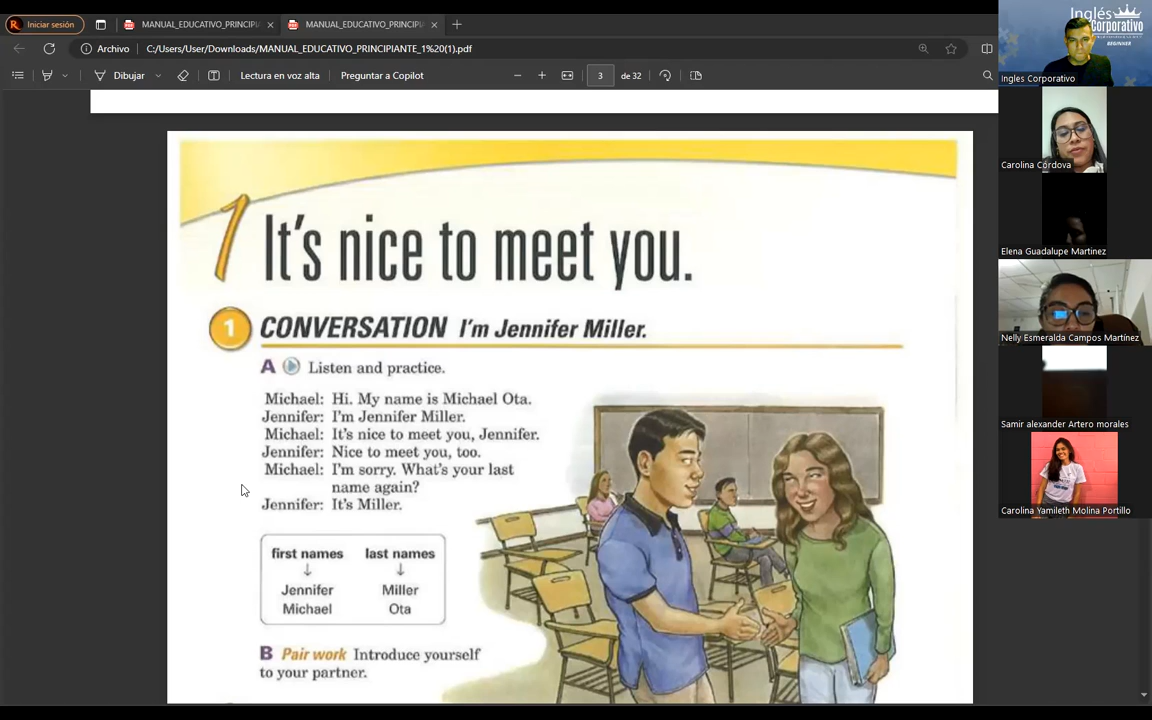 Iniciar sesión
MANUAL_EDUCATIVO_PRINCIPI
MANUAL_EDUCATIVO_PRINCIPI
Archivo
C:/Users/User/Downloads/MANUAL_EDUCATIVO_PRINCIPIANTE_1%20(1).pdf
Dibujar
Lectura en voz alta
Preguntar a Copilot
3
de 32
Inglés
Corporativo
BEGINNER
Ingles Corporativo
Carolina Cordova
Elena Guadalupe Martinez
Nelly Esmeralda Campos Martínez
Samir alexander Artero morales
Carolina Yamileth Molina Portillo
1 It's nice to meet you.
1 CONVERSATION I'm Jennifer Miller.
A Listen and practice.
Michael: Hi. My name is Michael Ota.
Jennifer: I'm Jennifer Miller.
Michael: It's nice to meet you, Jennifer.
Jennifer: Nice to meet you, too.
Michael: I'm sorry. What's your last
name again?
Jennifer: It's Miller.
first names last names
Jennifer Miller
Michael Ota
B Pair work Introduce yourself
to your partner.